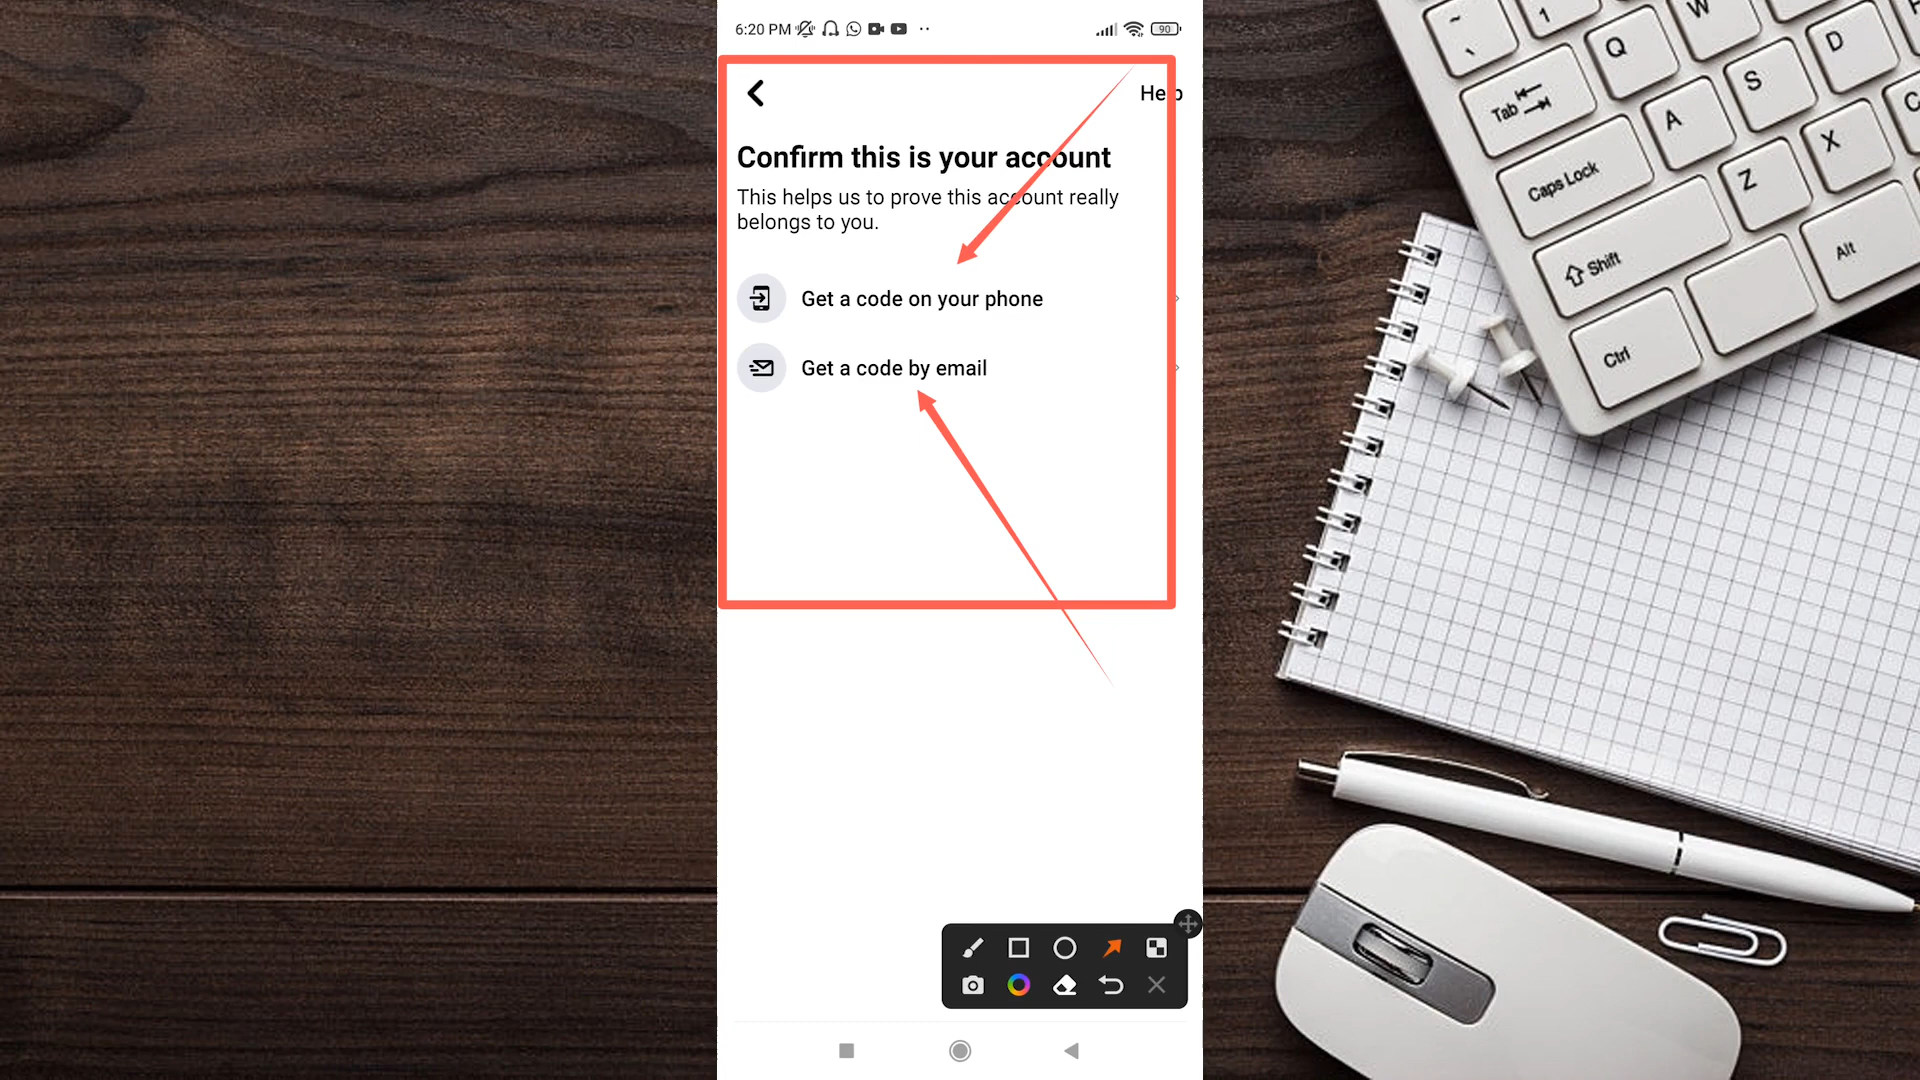 6:20 PM
90
Help
Confirm this is your account
This helps us to prove this account really
belongs to you.
Get a code on your phone
Get a code by email
~
1
Tab
Q
W
Caps Lock
A
S
D
Shift
Z
X
C
Ctrl
Alt